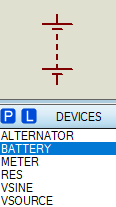 P L DEVICES
ALTERNATOR
BATTERY
METER
RES
VSINE
VSOURCE